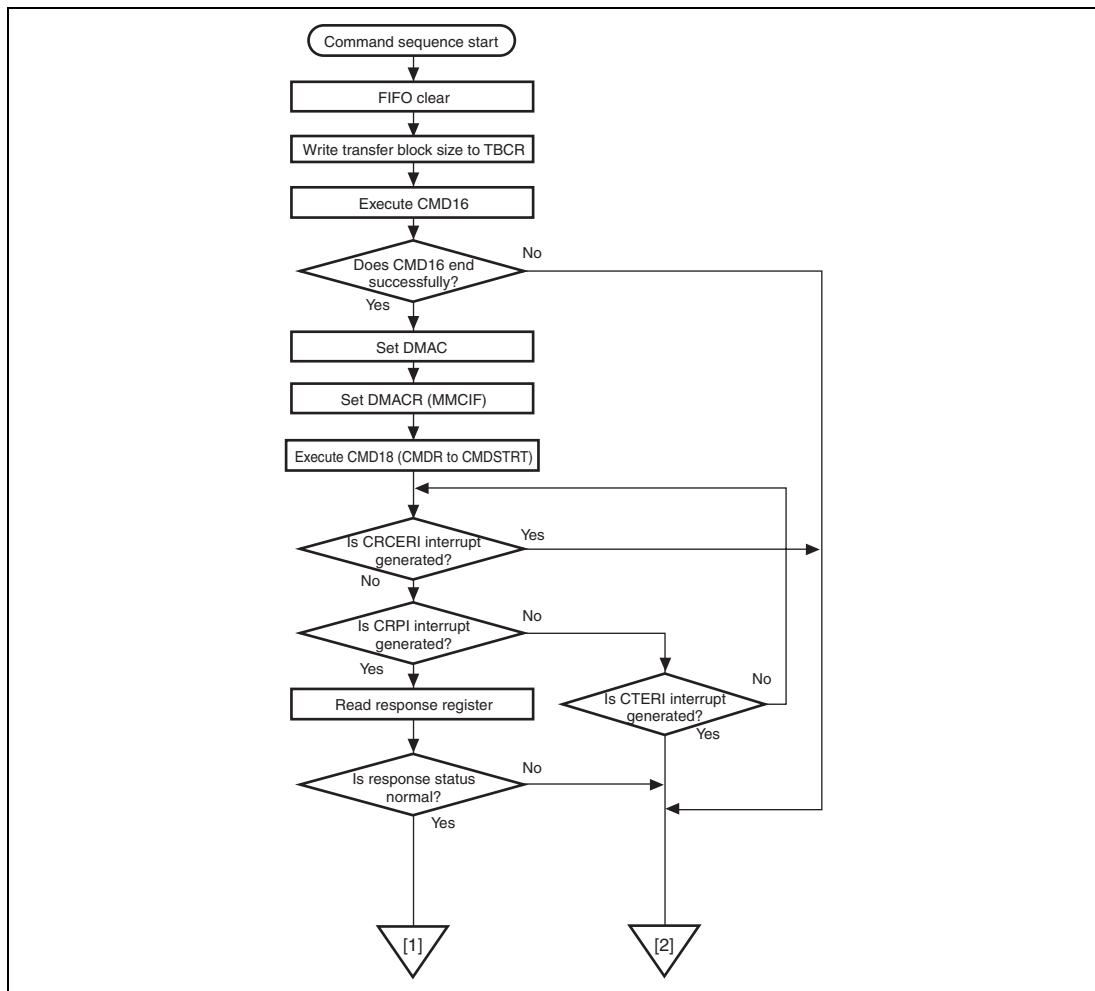 Command sequence start
FIFO clear
Write transfer block size to TBCR
Execute CMD16
No
Does CMD16 end
successfully?
Yes
Set DMAC
Set DMACR (MMCIF)
Execute CMD18 (CMDR to CMDSTRT)
Is CRCERI interrupt
generated?
Yes
No
Is CRPI interrupt
generated?
No
Yes
Is CTERI interrupt
generated?
No
Yes
Read response register
Is response status
normal?
No
Yes
[1]
[2]